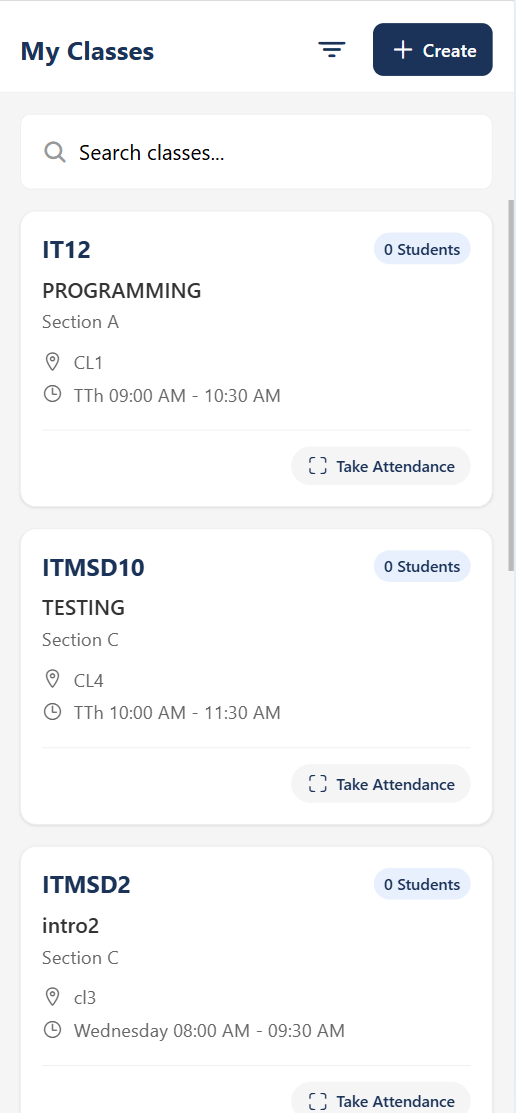 My Classes
Create
Search classes...
IT12
0 Students
PROGRAMMING
Section A
CL1
TTh 09:00 AM - 10:30 AM
Take Attendance
ITMSD10
0 Students
TESTING
Section C
CL4
TTh 10:00 AM - 11:30 AM
Take Attendance
ITMSD2
0 Students
intro2
Section C
cl3
Wednesday 08:00 AM - 09:30 AM
Take Attendance